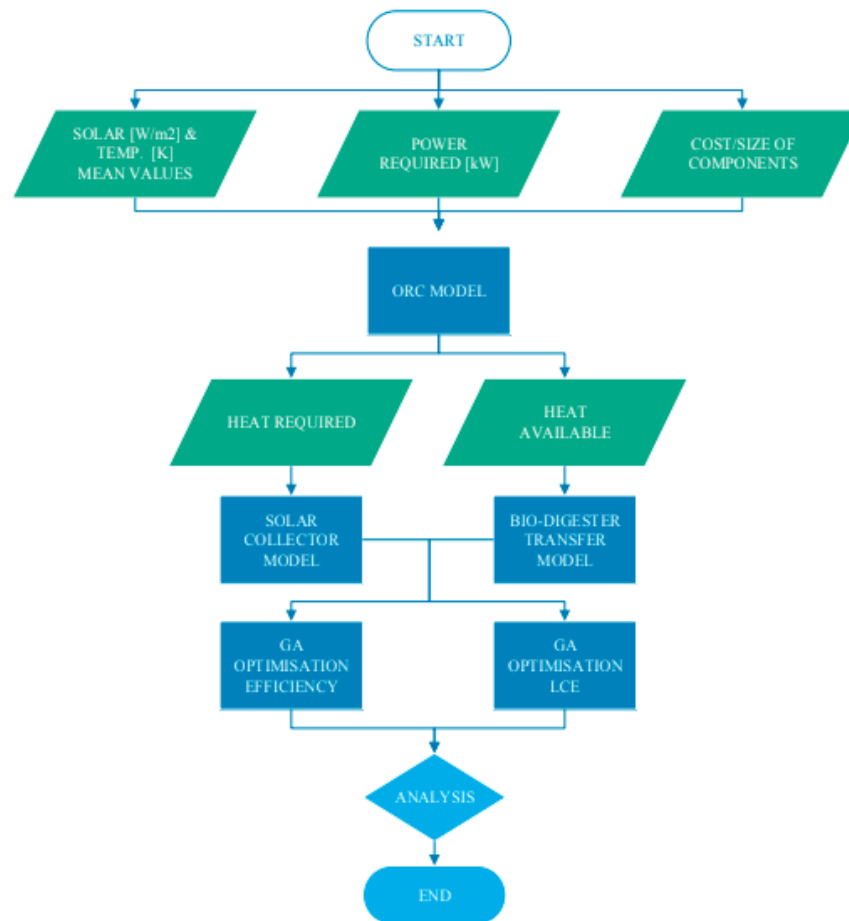 START
SOLAR [W/m2] &
TEMP. [K]
MEAN VALUES
POWER
REQUIRED [kW]
COST/SIZE OF
COMPONENTS
ORC MODEL
HEAT REQUIRED
HEAT
AVAILABLE
SOLAR
COLLECTOR
MODEL
BIO-DIGESTER
TRANSFER
MODEL
GA
OPTIMISATION
EFFICIENCY
GA
OPTIMISATION
LCE
ANALYSIS
END